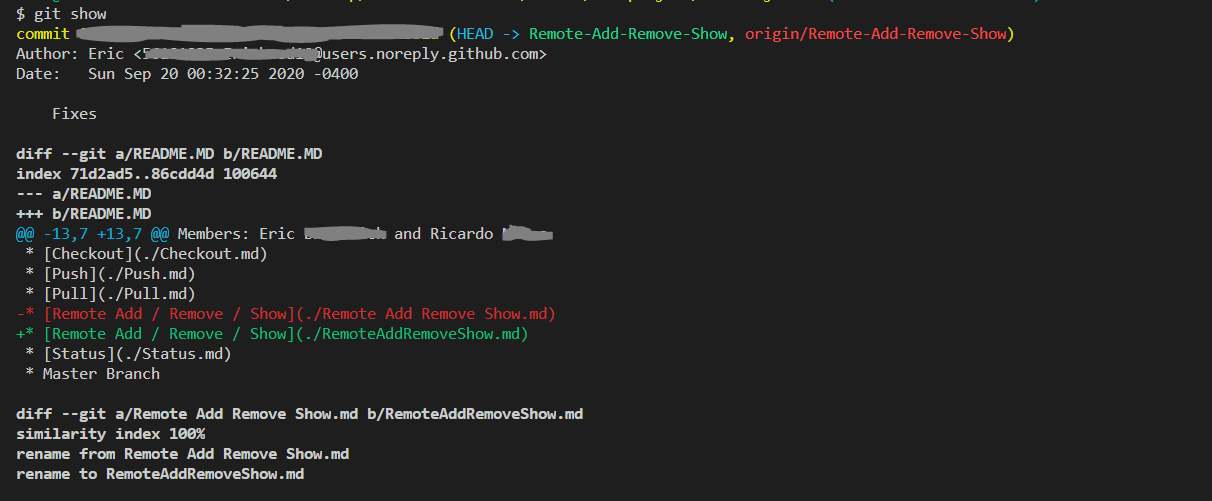 $ git show
commit (HEAD -> Remote-Add-Remove-Show, origin/Remote-Add-Remove-Show)
Author: Eric < @users.noreply.github.com>
Date:   Sun Sep 20 00:32:25 2020 -0400
    Fixes
diff --git a/README.MD b/README.MD
index 71d2ad5..86cdd4d 100644
--- a/README.MD
+++ b/README.MD
@@ -13,7 +13,7 @@ Members: Eric and Ricardo
 * [Checkout](./Checkout.md)
 * [Push](./Push.md)
 * [Pull](./Pull.md)
-* [Remote Add / Remove / Show](./Remote Add Remove Show.md)
+* [Remote Add / Remove / Show](./RemoteAddRemoveShow.md)
 * [Status](./Status.md)
 * Master Branch
diff --git a/Remote Add Remove Show.md b/RemoteAddRemoveShow.md
similarity index 100%
rename from Remote Add Remove Show.md
rename to RemoteAddRemoveShow.md